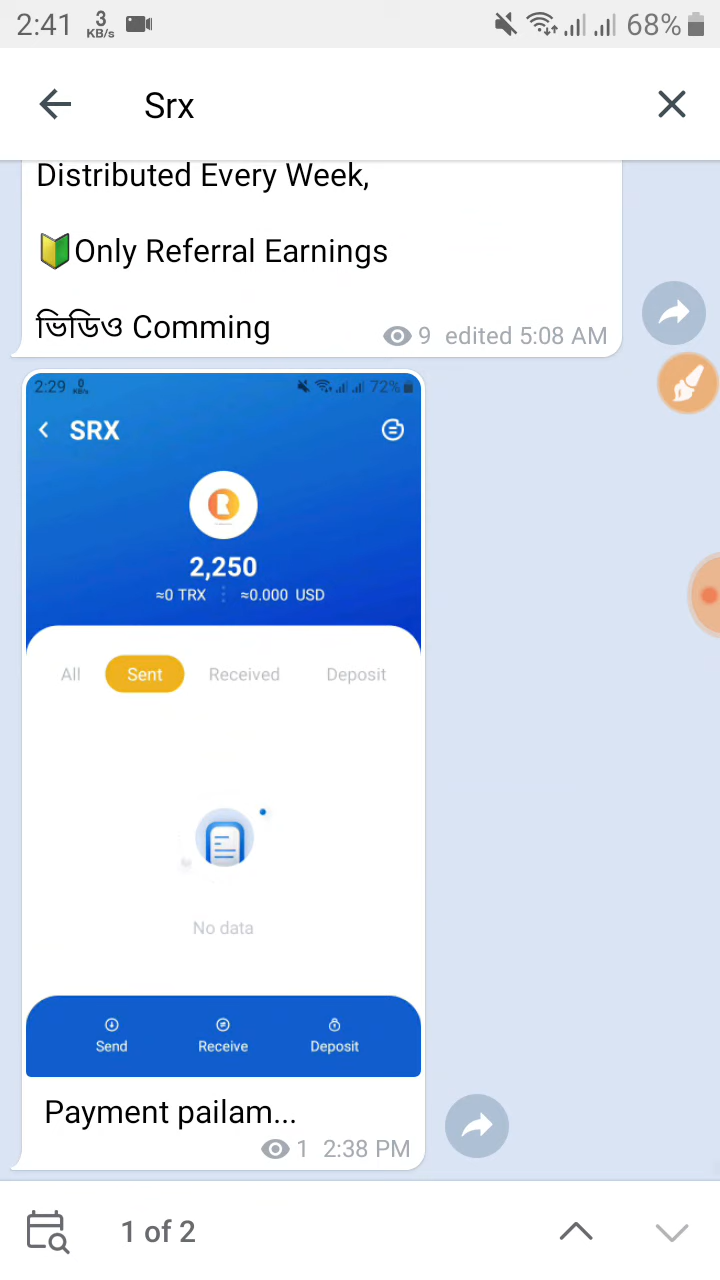 2:41 3 KB/s 68%
Srx
Distributed Every Week,
🔰Only Referral Earnings
ভিডিও Comming
9 edited 5:08 AM
2:29 0 KB/s 72%
SRX
2,250
≈0 TRX ≈0.000 USD
All Sent Received Deposit
No data
Send Receive Deposit
Payment pailam...
1 2:38 PM
1 of 2